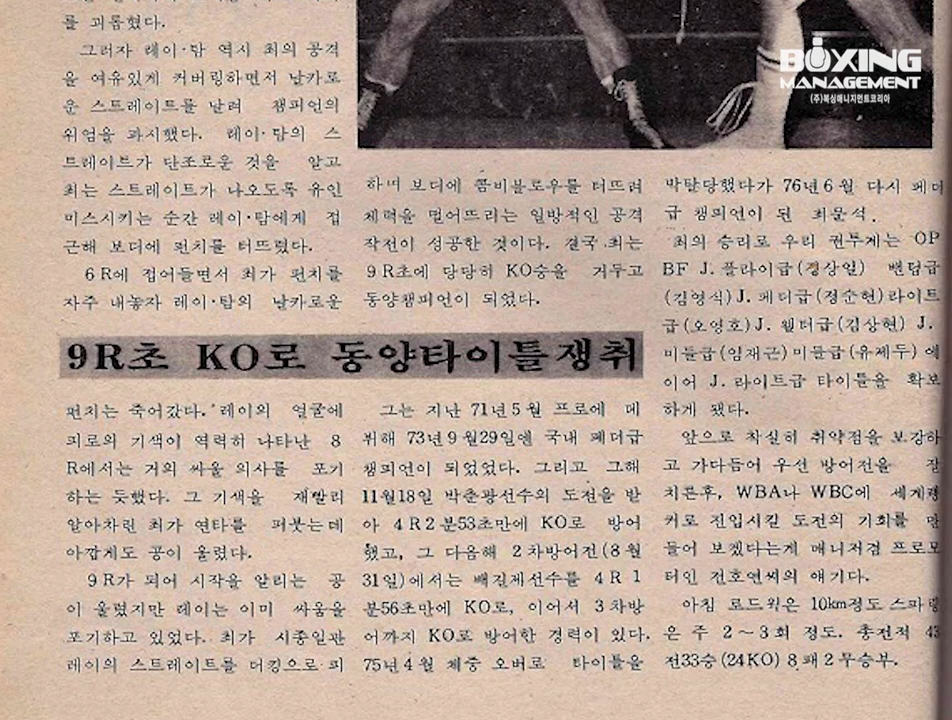 를 괴롭혔다.
그러자 레이·탐 역시 최의 공격
을 여유있게 커버링하면서 날카로
운 스트레이트를 날려 챔피언의
위엄을 과시했다. 레이·탐의 스
트레이트가 단조로운 것을 알고
최는 스트레이트가 나오도록 유인
미스시키는 순간 레이·탐에게 접
근해 보디에 펀치를 터뜨렸다.
6R에 접어들면서 최가 펀치를
자주 내놓자 레이·탐의 날카로운
9R초 KO로 동양타이틀쟁취
펀치는 죽어갔다. 레이의 얼굴에
피로의 기색이 역력히 나타난 8
R에서는 거의 싸울 의사를 포기
하는 듯했다. 그 기색을 재빨리
알아차린 최가 연타를 퍼붓는데
아깝게도 공이 울렸다.
9R가 되어 시작을 알리는 공
이 울렸지만 레이는 이미 싸움을
포기하고 있었다. 최가 시종일관
레이의 스트레이트를 더킹으로 피
하며 보디에 콤비블로우를 터뜨려
체력을 떨어뜨리는 일방적인 공격
작전이 성공한 것이다. 결국 최는
9R초에 당당히 KO승을 거두고
동양챔피언이 되었다.
그는 지난 71년5월 프로에 데
뷔해 73년9월29일엔 국내 페더급
챔피언이 되었었다. 그리고 그해
11월18일 박춘광선수의 도전을 받
아 4R2분53초만에 KO로 방어
했고, 그 다음해 2차방어전(8월
31일)에서는 배길제선수를 4R1
분56초만에 KO로, 이어서 3차방
어까지 KO로 방어한 경력이 있다.
75년4월 체중 오버로 타이틀을
BOXING
MANAGEMENT
(주)복싱매니지먼트코리아
박탈당했다가 76년6월 다시 페더
급 챔피언이 된 최문석.
최의 승리로 우리 권투계는 OP
BF J.플라이급(정상일) 밴텀급
(김영식) J.페더급(정순현)라이트
급(오영호) J. 웰터급(김상현) J.
미들급(임재근)미들급(유제두)에
이어 J.라이트급 타이틀을 확보
하게 됐다.
앞으로 착실히 취약점을 보강하
고 가다듬어 우선 방어전을 잘
치른후, WBA나 WBC에 세계랭
커로 진입시킬 도전의 기회를 만
들어 보겠다는게 매니저겸 프로모
터인 전호연씨의 얘기다.
아침 로드웍은 10km정도 스파링
은 주 2~3회 정도. 총전적 43
전33승(24KO) 8패2무승부.